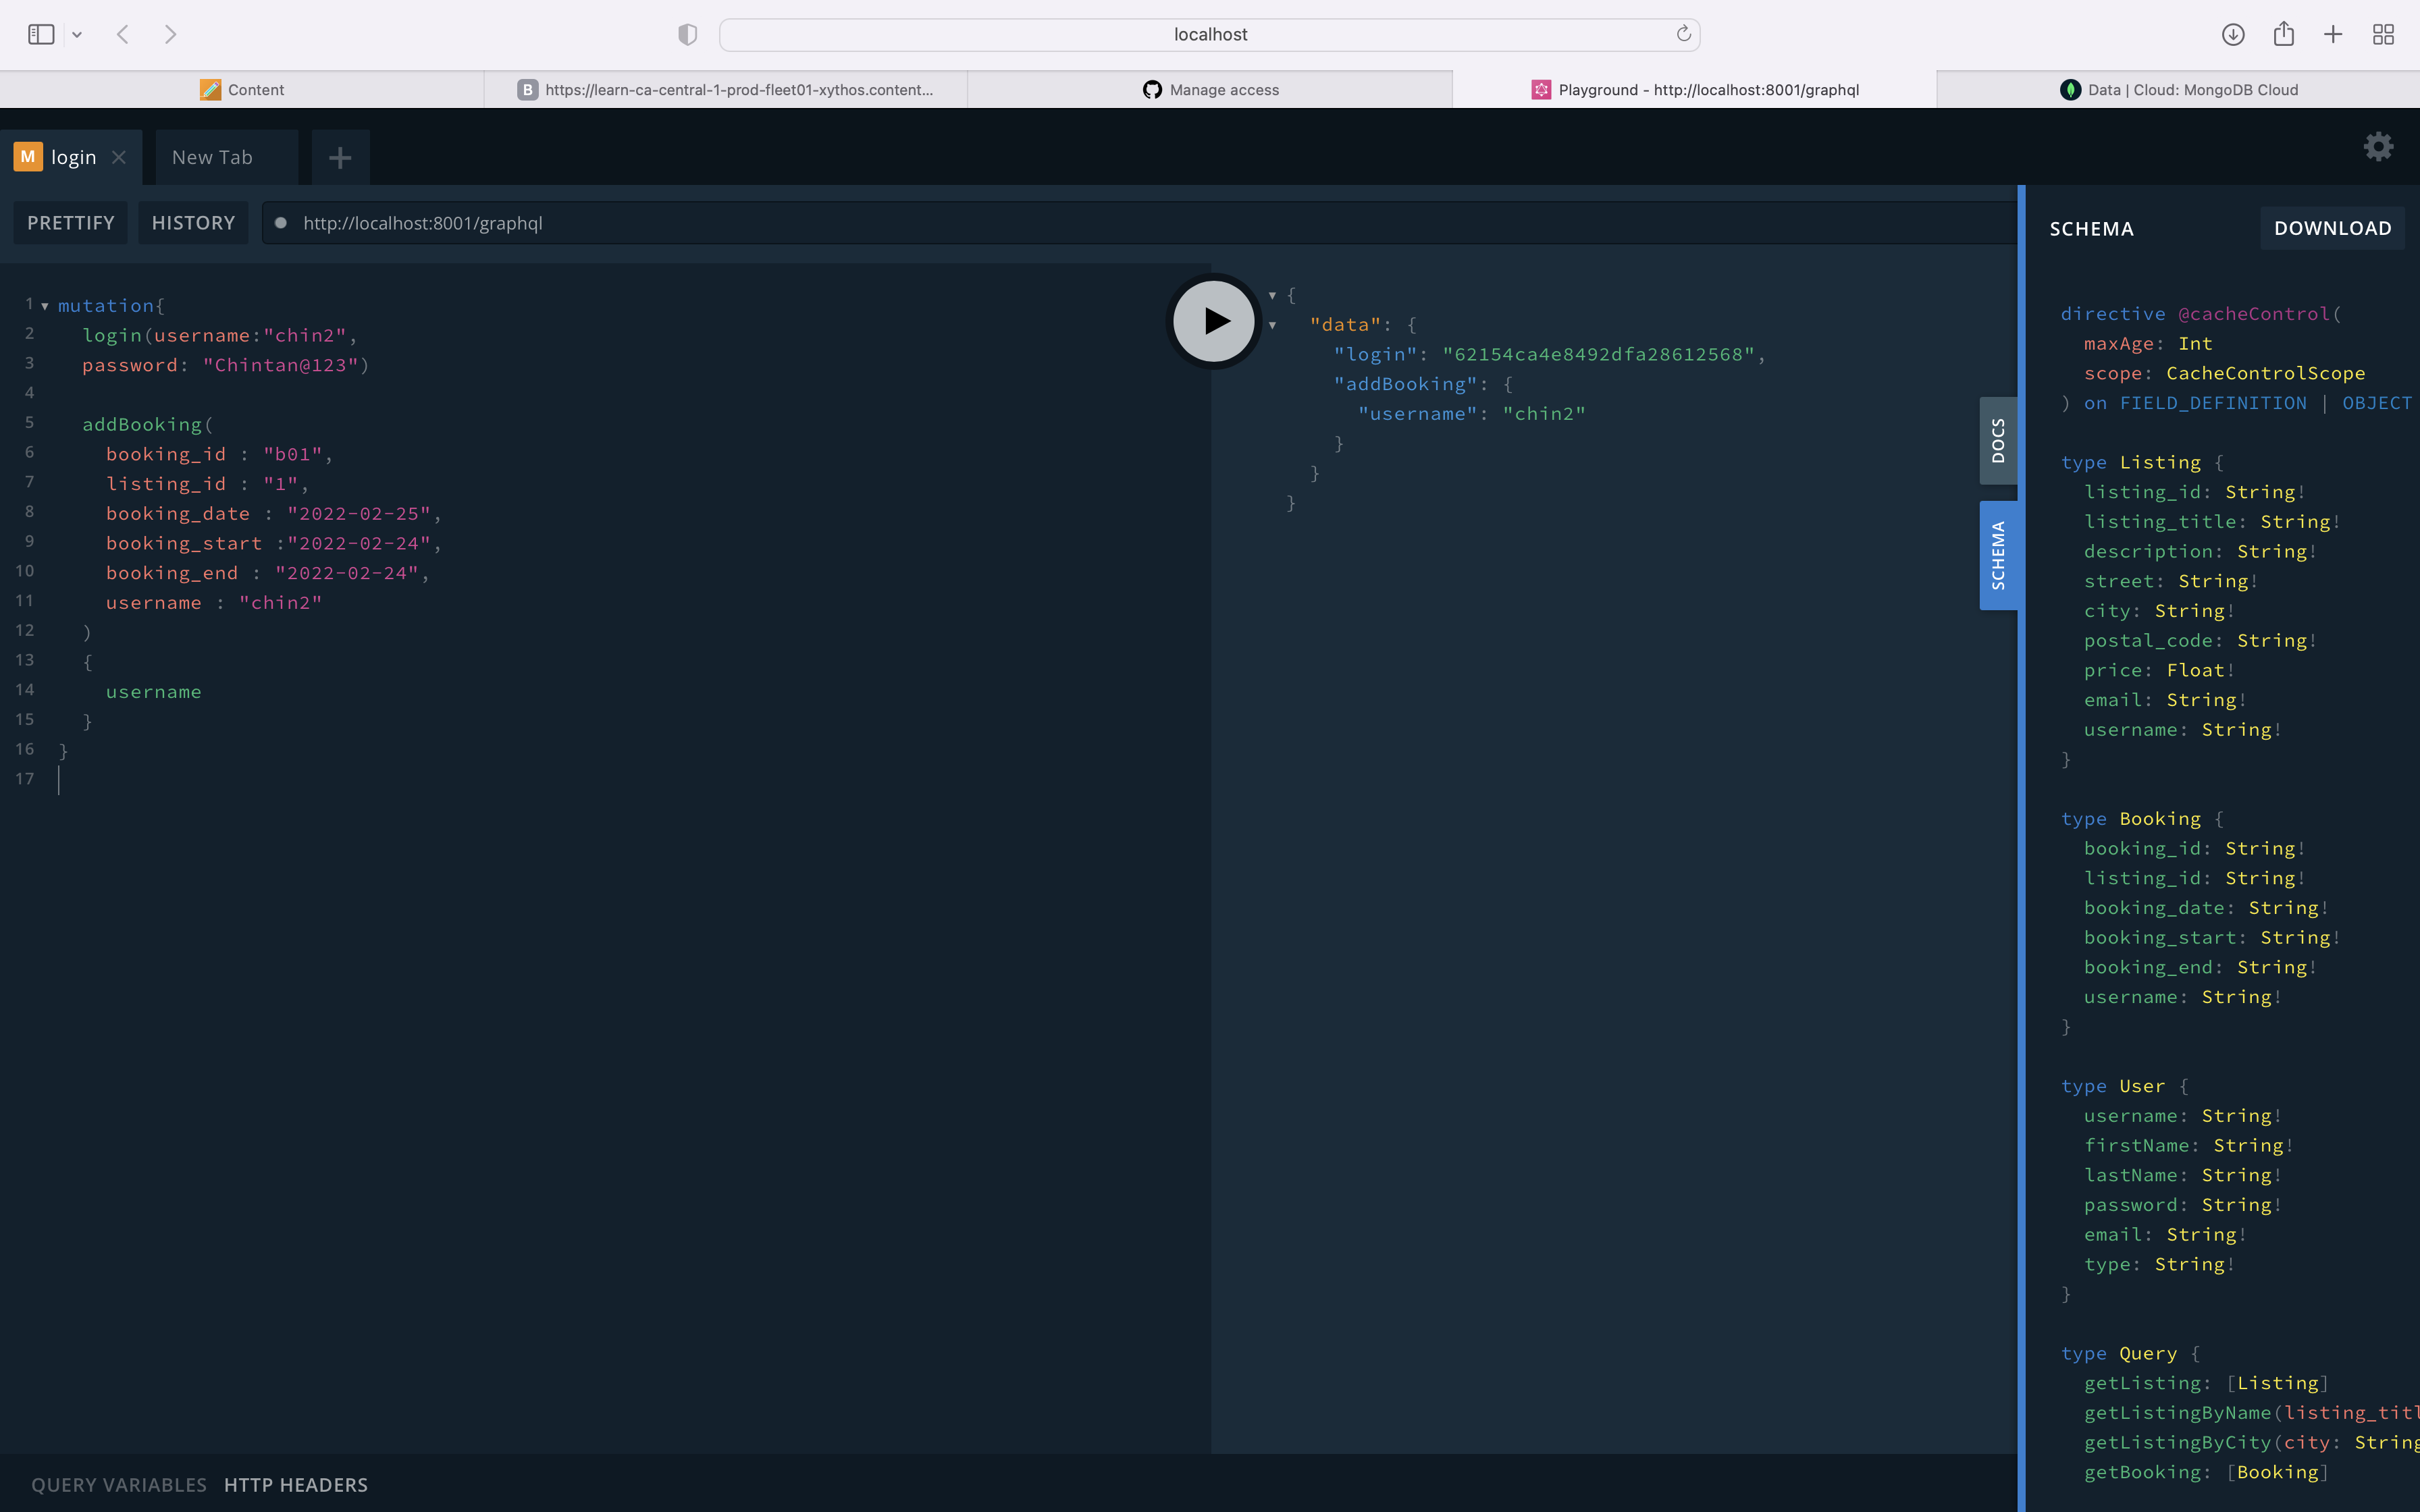 localhost
Content
B https://learn-ca-central-1-prod-fleet01-xythos.content...
Manage access
Playground - http://localhost:8001/graphql
Data | Cloud: MongoDB Cloud
M login
New Tab
PRETTIFY
HISTORY
http://localhost:8001/graphql
1 mutation{
2 login(username:"chin2",
3 password: "Chintan@123")
4
5 addBooking(
6 booking_id : "b01",
7 listing_id : "1",
8 booking_date : "2022-02-25",
9 booking_start :"2022-02-24",
10 booking_end : "2022-02-24",
11 username : "chin2"
12 )
13 {
14 username
15 }
16 }
17
{
"data": {
"login": "62154ca4e8492dfa28612568",
"addBooking": {
"username": "chin2"
}
}
}
DOCS
SCHEMA
SCHEMA
DOWNLOAD
directive @cacheControl(
maxAge: Int
scope: CacheControlScope
) on FIELD_DEFINITION | OBJECT
type Listing {
listing_id: String!
listing_title: String!
description: String!
street: String!
city: String!
postal_code: String!
price: Float!
email: String!
username: String!
}
type Booking {
booking_id: String!
listing_id: String!
booking_date: String!
booking_start: String!
booking_end: String!
username: String!
}
type User {
username: String!
firstName: String!
lastName: String!
password: String!
email: String!
type: String!
}
type Query {
getListing: [Listing]
getListingByName(listing_titl
getListingByCity(city: String
getBooking: [Booking]
QUERY VARIABLES
HTTP HEADERS